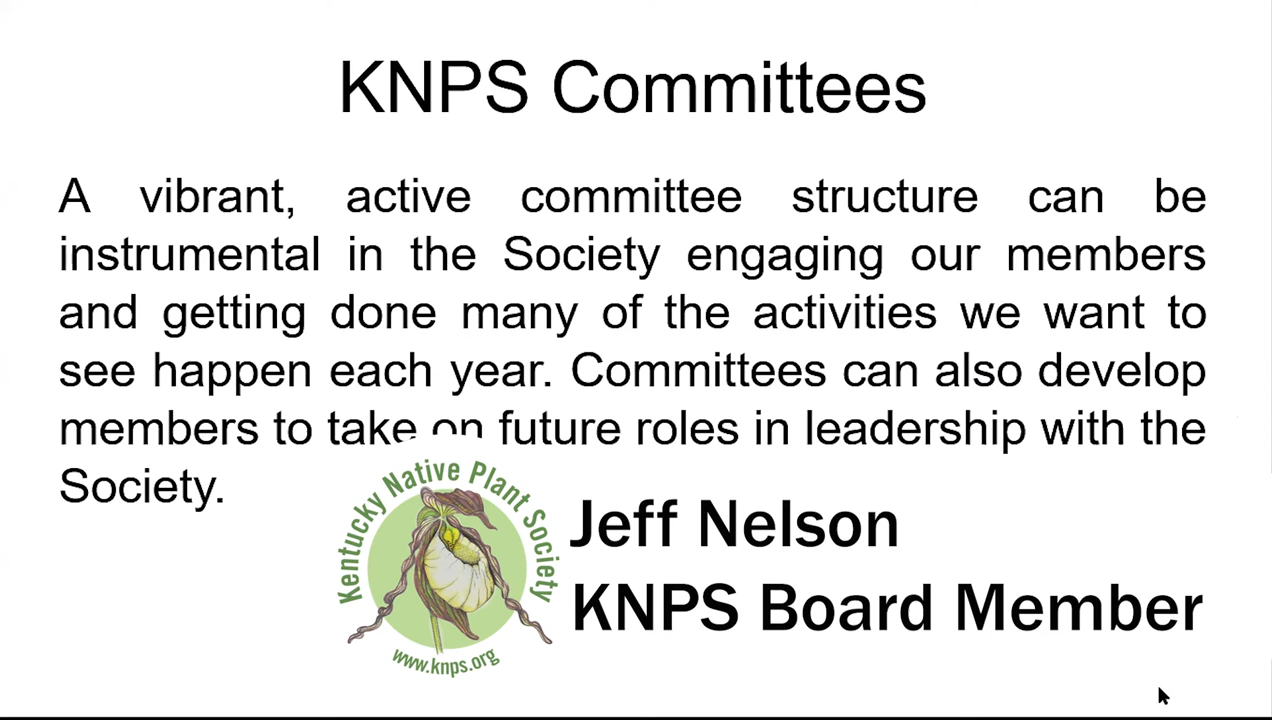 KNPS Committees
A vibrant, active committee structure can be
instrumental in the Society engaging our members
and getting done many of the activities we want to
see happen each year. Committees can also develop
members to take on future roles in leadership with the
Society.
Kentucky Native Plant Society
www.knps.org
Jeff Nelson
KNPS Board Member